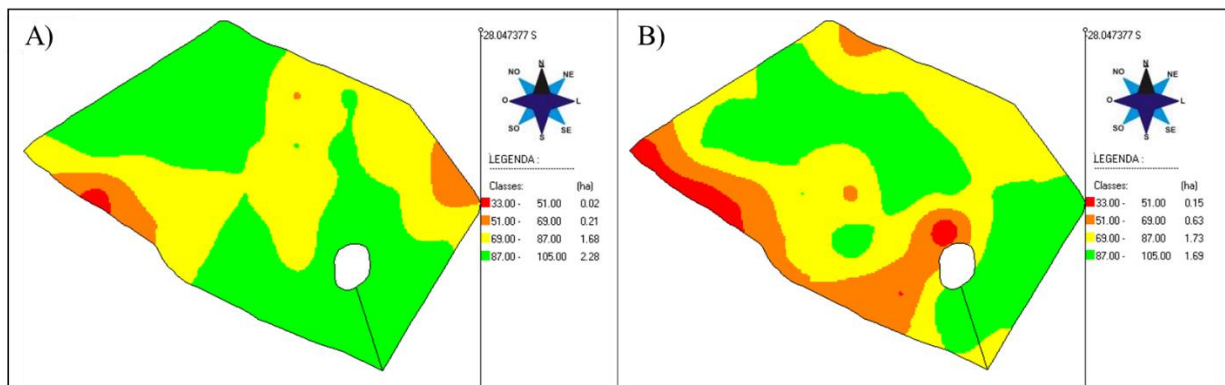 A)
28.047377 S
N
NO NE
O L
SO SE
S
LEGENDA :
Classes: (ha)
33.00 - 51.00 0.02
51.00 - 69.00 0.21
69.00 - 87.00 1.68
87.00 - 105.00 2.28
B)
28.047377 S
N
NO NE
O L
SO SE
S
LEGENDA :
Classes: (ha)
33.00 - 51.00 0.15
51.00 - 69.00 0.63
69.00 - 87.00 1.73
87.00 - 105.00 1.69